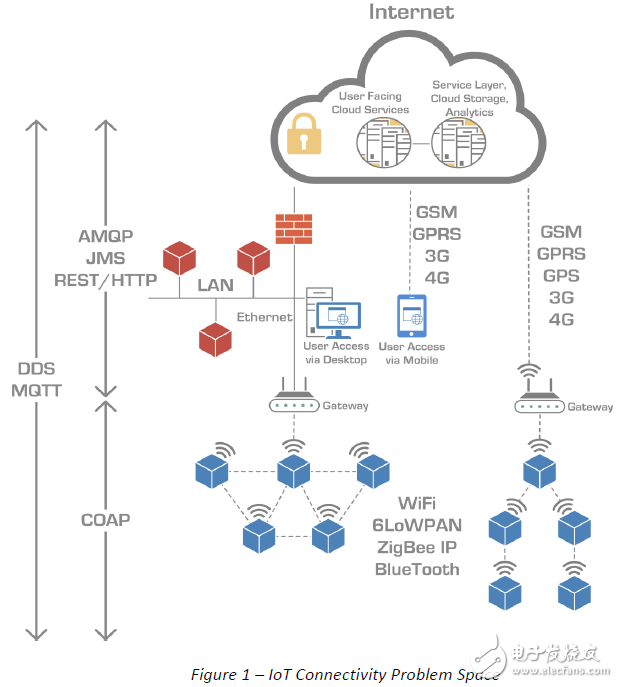 Internet
User Facing
Cloud Services
Service Layer,
Cloud Storage,
Analytics
AMQP
JMS
REST/HTTP
LAN
Ethernet
User Access
via Desktop
GSM
GPRS
3G
4G
User Access
via Mobile
GSM
GPRS
GPS
3G
4G
DDS
MQTT
Gateway
Gateway
COAP
WiFi
6LoWPAN
ZigBee IP
BlueTooth
Figure 1 – IoT Connectivity Problem Space
电子发烧友
www.elecfans.com